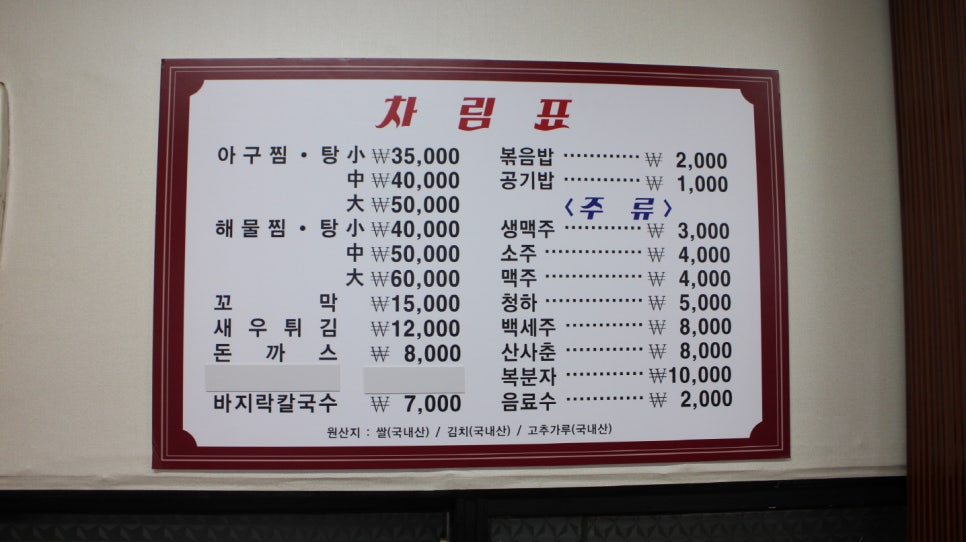 차림표
아구찜 · 탕 小 ₩35,000
中 ₩40,000
大 ₩50,000
해물찜 · 탕 小 ₩40,000
中 ₩50,000
大 ₩60,000
꼬막 ₩15,000
새우튀김 ₩12,000
돈까스 ₩ 8,000
바지락칼국수 ₩ 7,000
볶음밥 ············ ₩ 2,000
공기밥 ············ ₩ 1,000
〈주 류〉
생맥주 ············ ₩ 3,000
소주 ··············· ₩ 4,000
맥주 ··············· ₩ 4,000
청하 ··············· ₩ 5,000
백세주 ············ ₩ 8,000
산사춘 ············ ₩ 8,000
복분자 ············ ₩10,000
음료수 ············ ₩ 2,000
원산지 : 쌀(국내산) / 김치(국내산) / 고추가루(국내산)